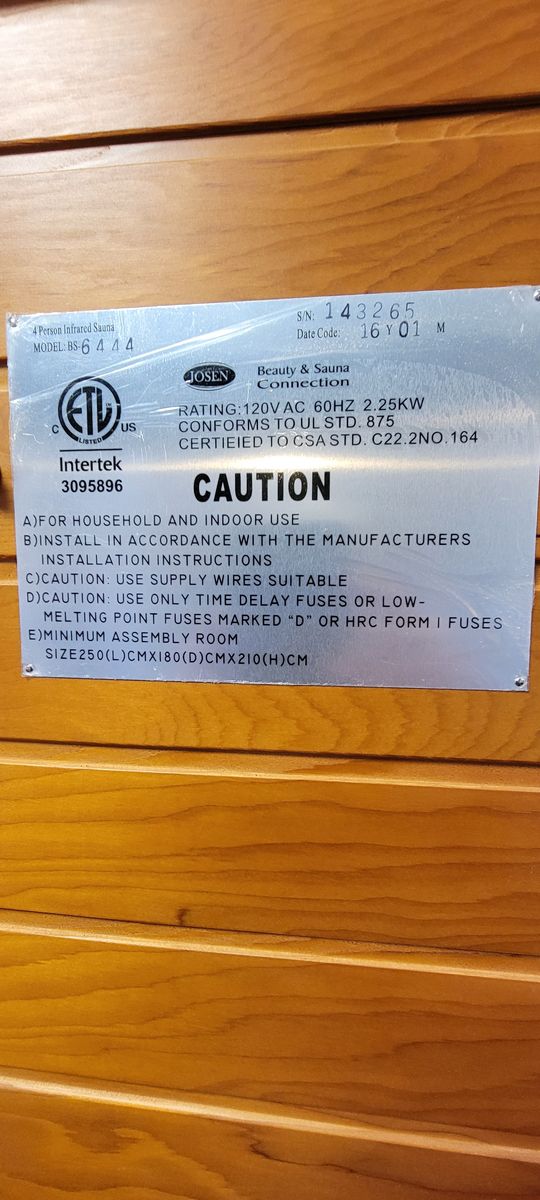 4 Person Infrared Sauna
MODEL: BS-6444
S/N: 143265
Date Code: 16 Y 01 M
JOSEN
Beauty & Sauna
Connection
ETL
C US
LISTED
Intertek
3095896
RATING:120V AC 60HZ 2.25KW
CONFORMS TO UL STD. 875
CERTIEIED TO CSA STD. C22.2NO.164
CAUTION
A)FOR HOUSEHOLD AND INDOOR USE
B)INSTALL IN ACCORDANCE WITH THE MANUFACTURERS
INSTALLATION INSTRUCTIONS
C)CAUTION: USE SUPPLY WIRES SUITABLE
D)CAUTION: USE ONLY TIME DELAY FUSES OR LOW-
MELTING POINT FUSES MARKED "D" OR HRC FORM I FUSES
E)MINIMUM ASSEMBLY ROOM
SIZE250(L)CMX180(D)CMX210(H)CM